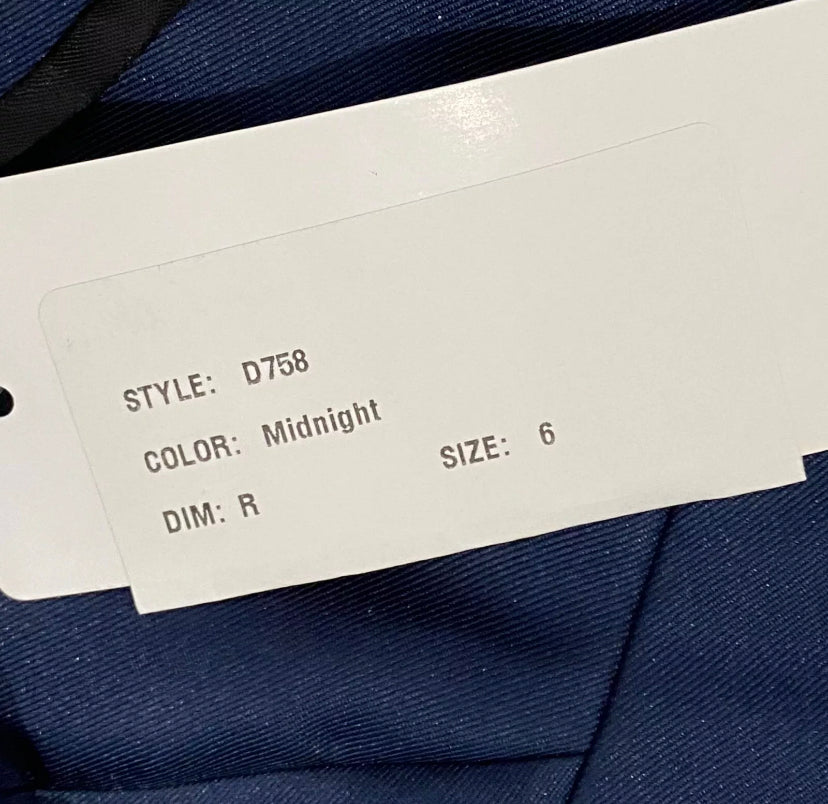 STYLE: D758
COLOR: Midnight
DIM: R SIZE: 6